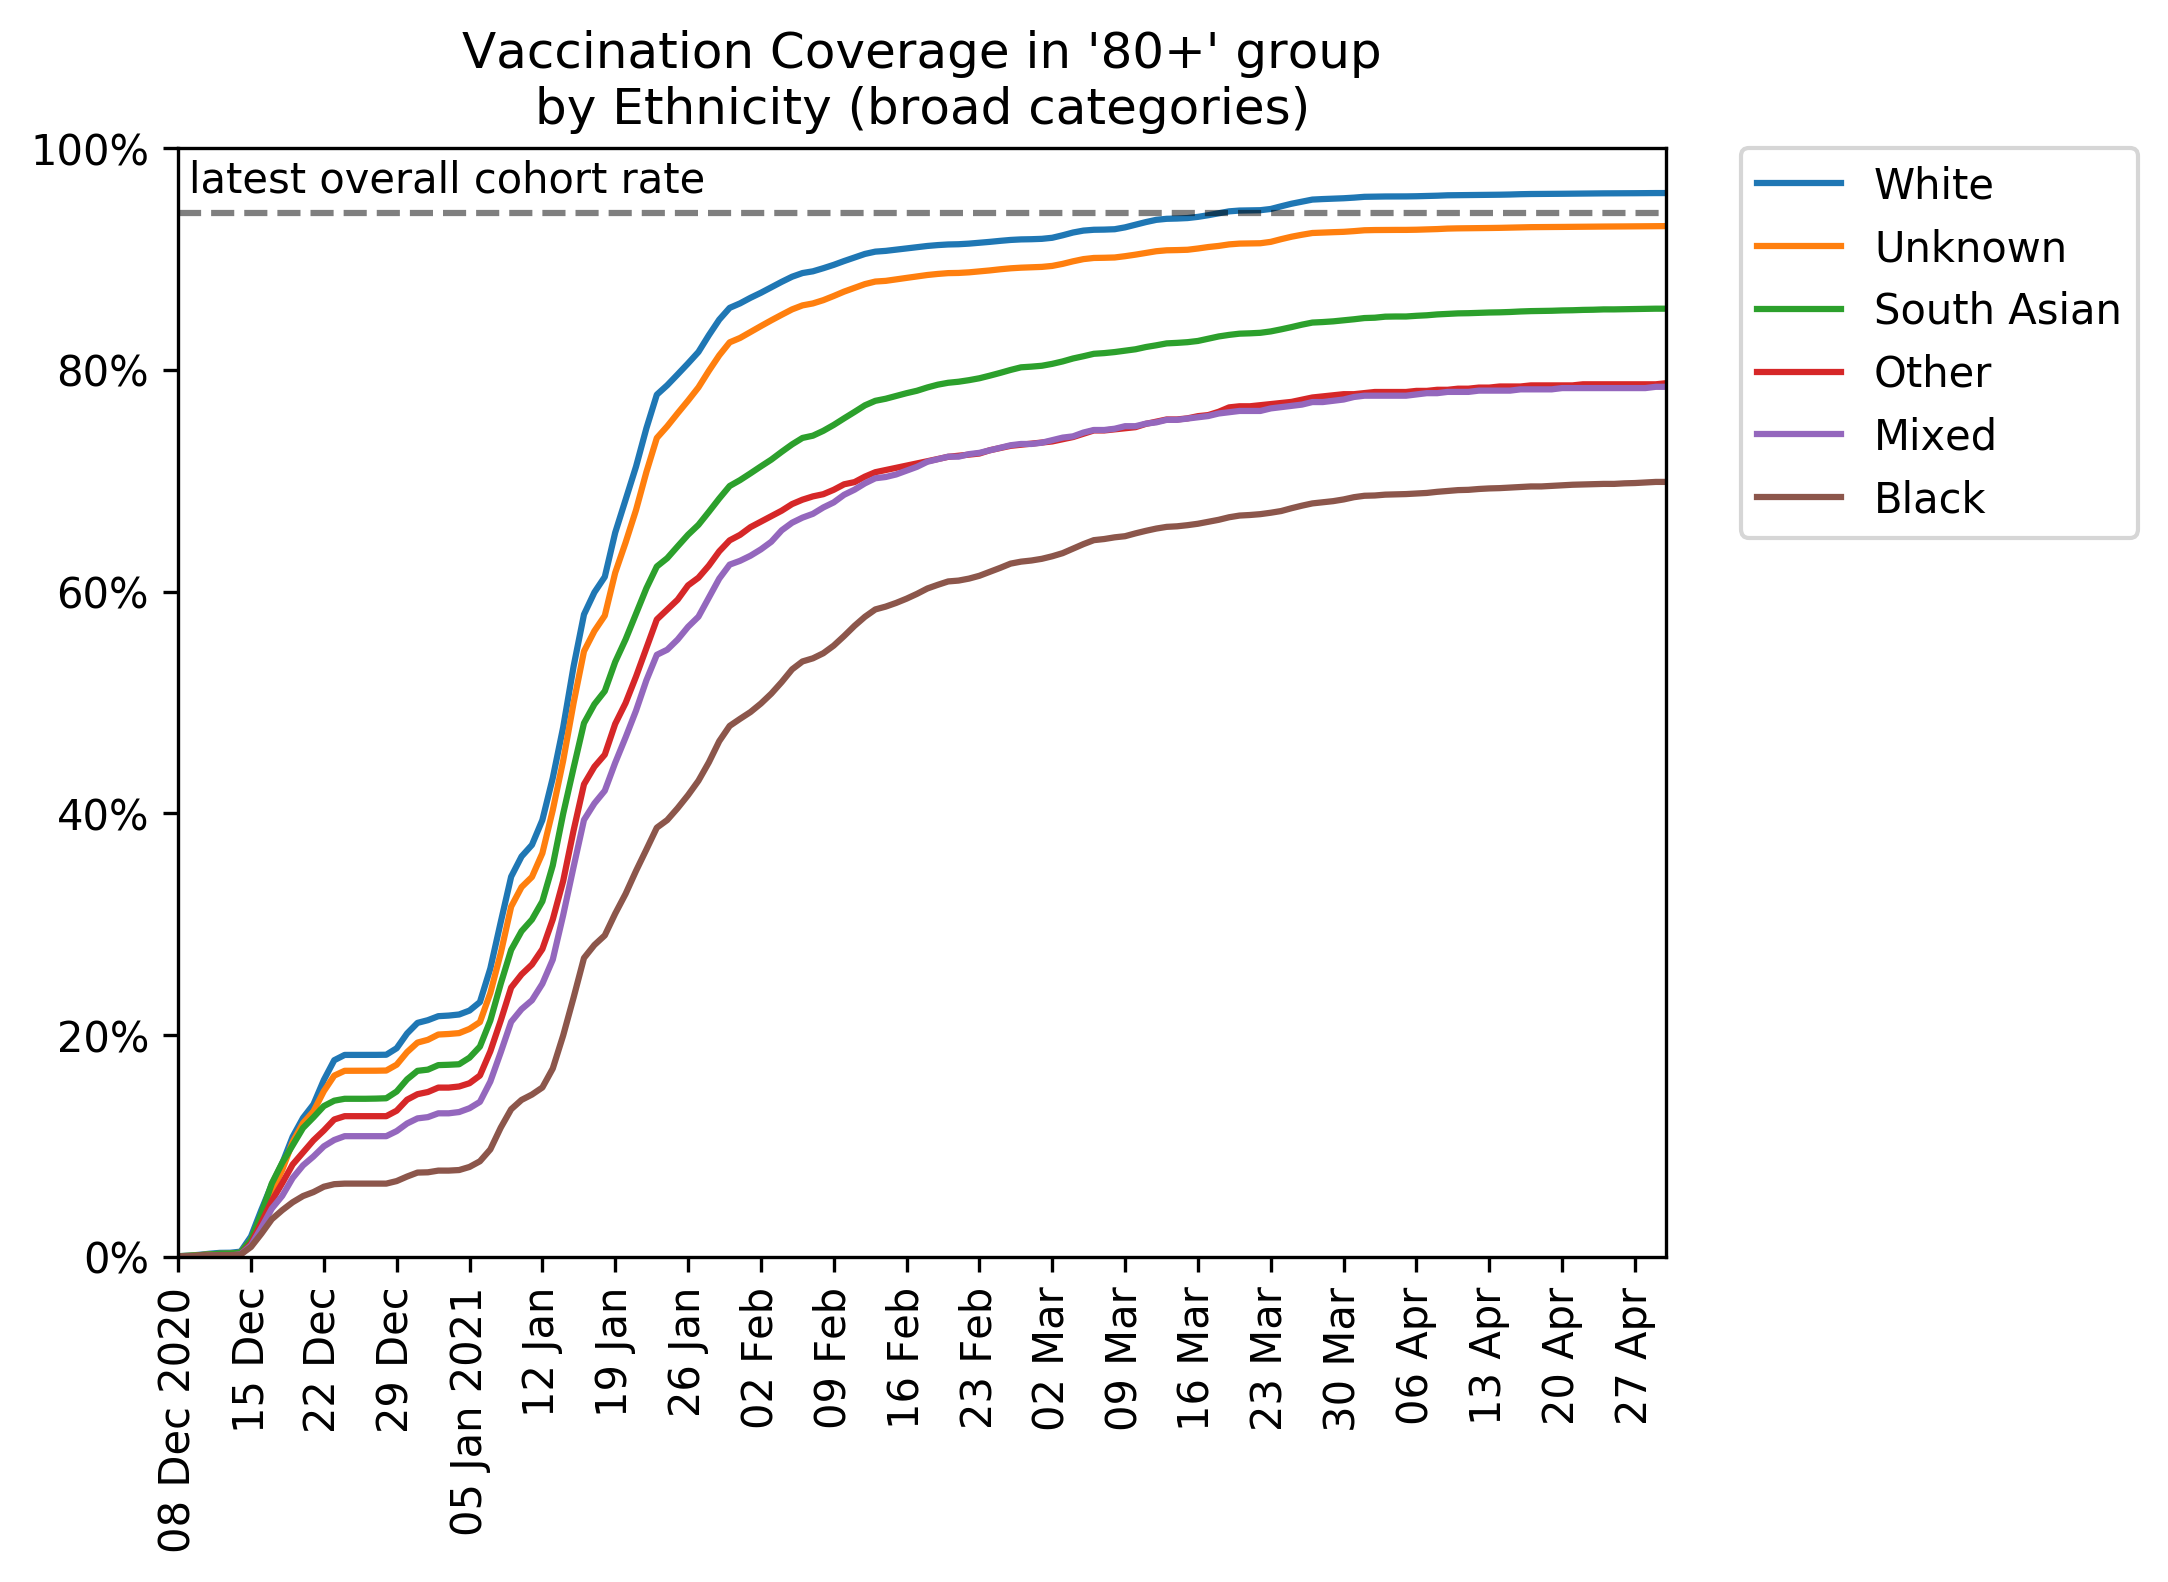 Vaccination Coverage in '80+' group
by Ethnicity (broad categories)
100%
80%
60%
40%
20%
0%
latest overall cohort rate
White
Unknown
South Asian
Other
Mixed
Black
08 Dec 2020
15 Dec
22 Dec
29 Dec
05 Jan 2021
12 Jan
19 Jan
26 Jan
02 Feb
09 Feb
16 Feb
23 Feb
02 Mar
09 Mar
16 Mar
23 Mar
30 Mar
06 Apr
13 Apr
20 Apr
27 Apr